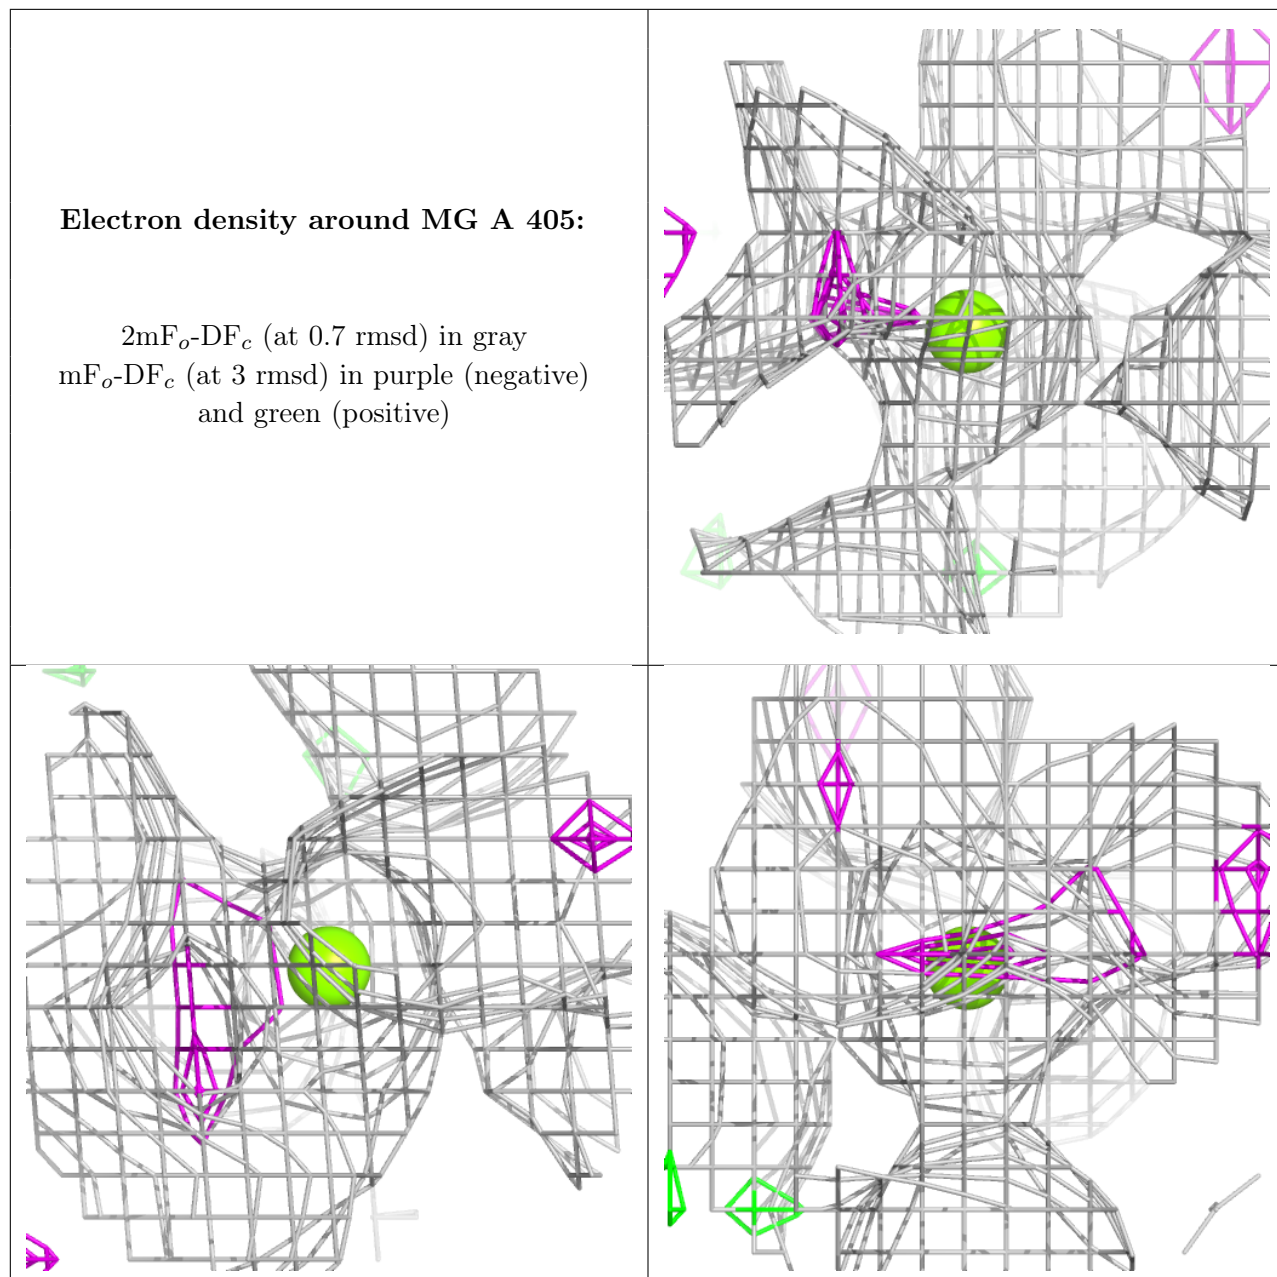 Electron density around MG A 405:
2mFo-DFc (at 0.7 rmsd) in gray
mFo-DFc (at 3 rmsd) in purple (negative)
and green (positive)